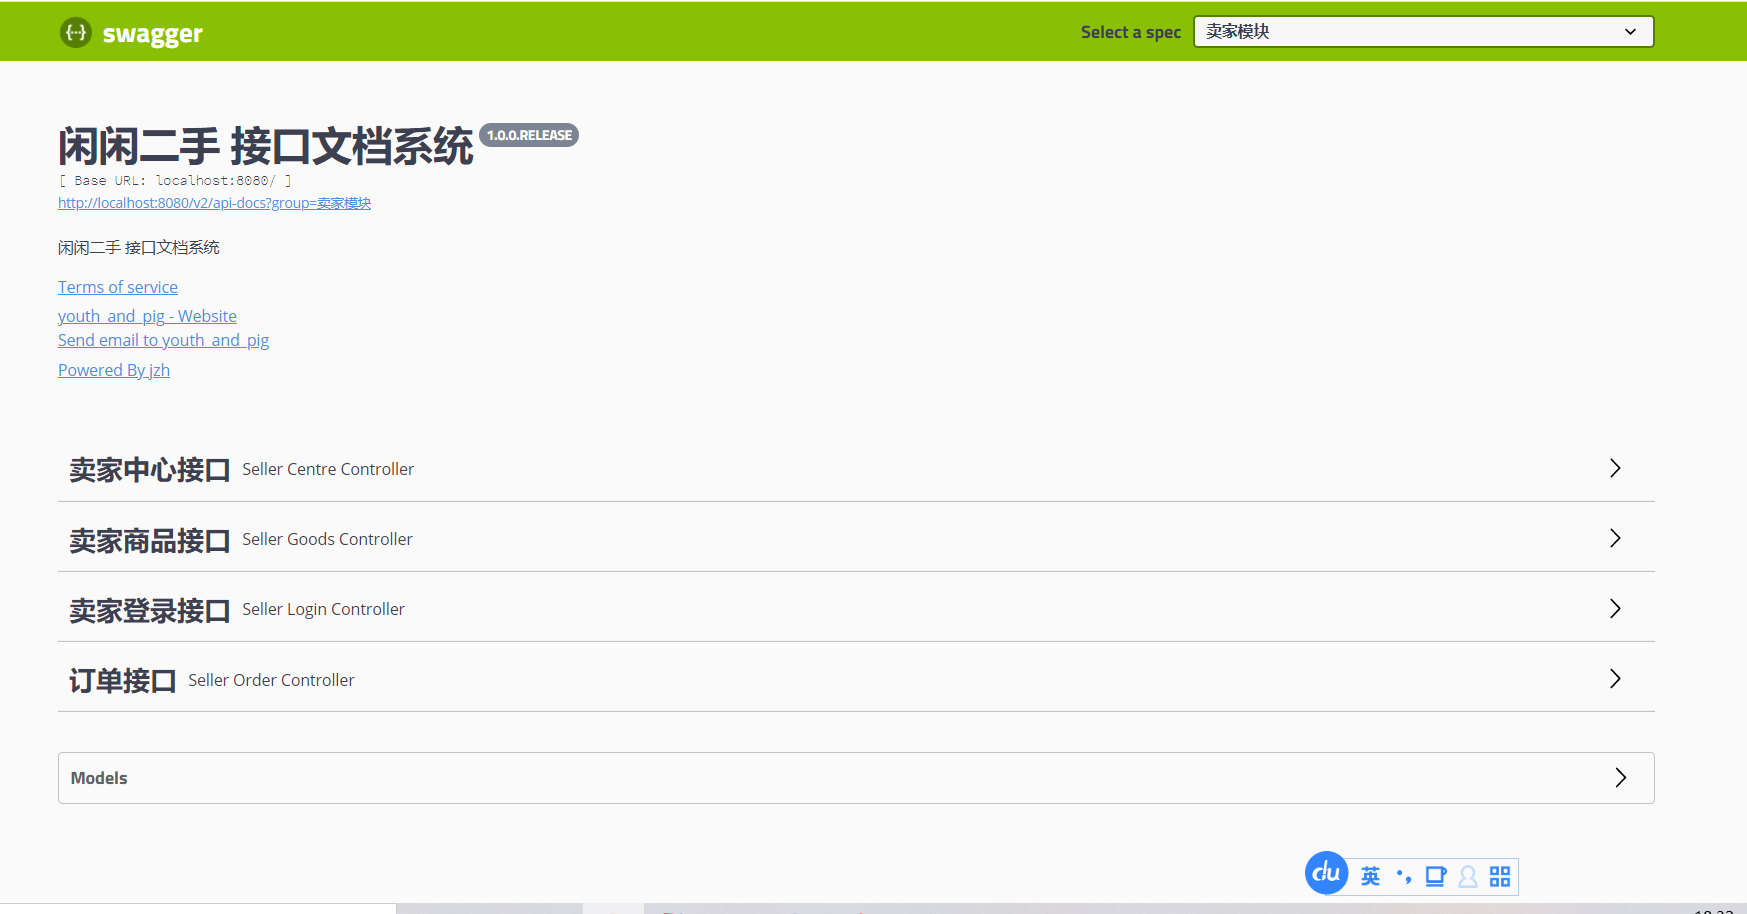 swagger
Select a spec 卖家模块
闲闲二手 接口文档系统 1.0.0.RELEASE
[ Base URL: localhost:8080/ ]
http://localhost:8080/v2/api-docs?group=卖家模块
闲闲二手 接口文档系统
Terms of service
youth_and_pig - Website
Send email to youth_and_pig
Powered By jzh
卖家中心接口 Seller Centre Controller
卖家商品接口 Seller Goods Controller
卖家登录接口 Seller Login Controller
订单接口 Seller Order Controller
Models
du 英